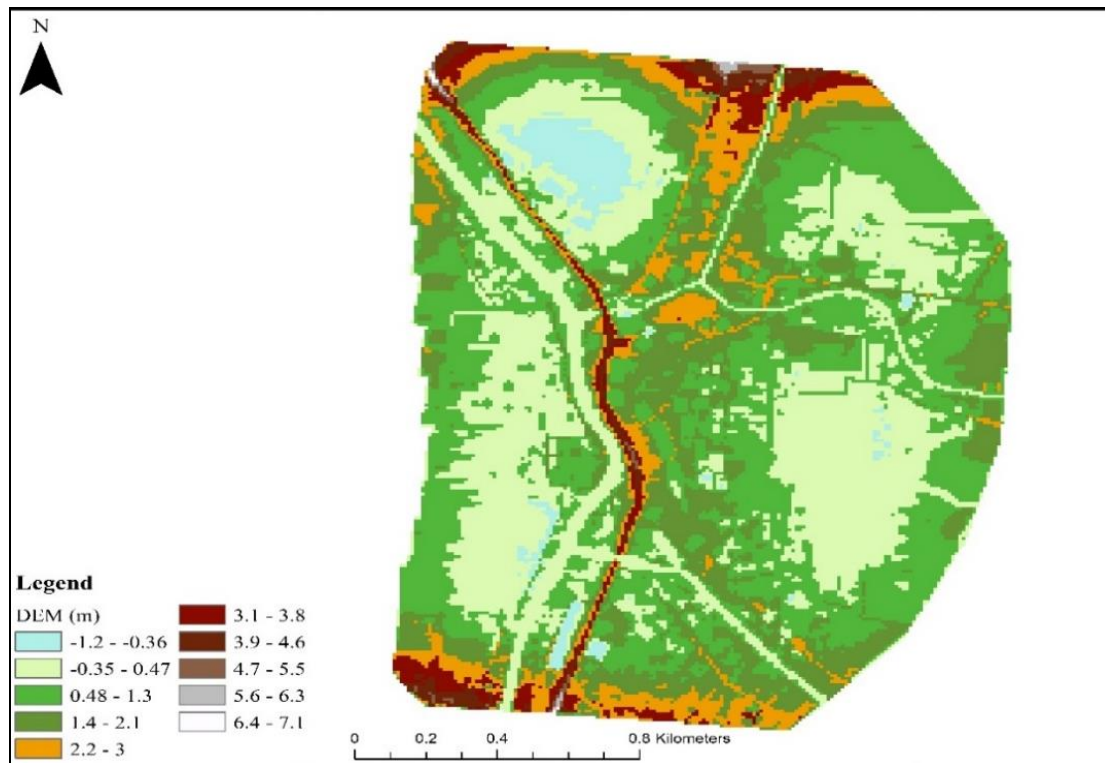 N
Legend
DEM (m)
-1.2 - -0.36
-0.35 - 0.47
0.48 - 1.3
1.4 - 2.1
2.2 - 3
3.1 - 3.8
3.9 - 4.6
4.7 - 5.5
5.6 - 6.3
6.4 - 7.1
0 0.2 0.4 0.8 Kilometers